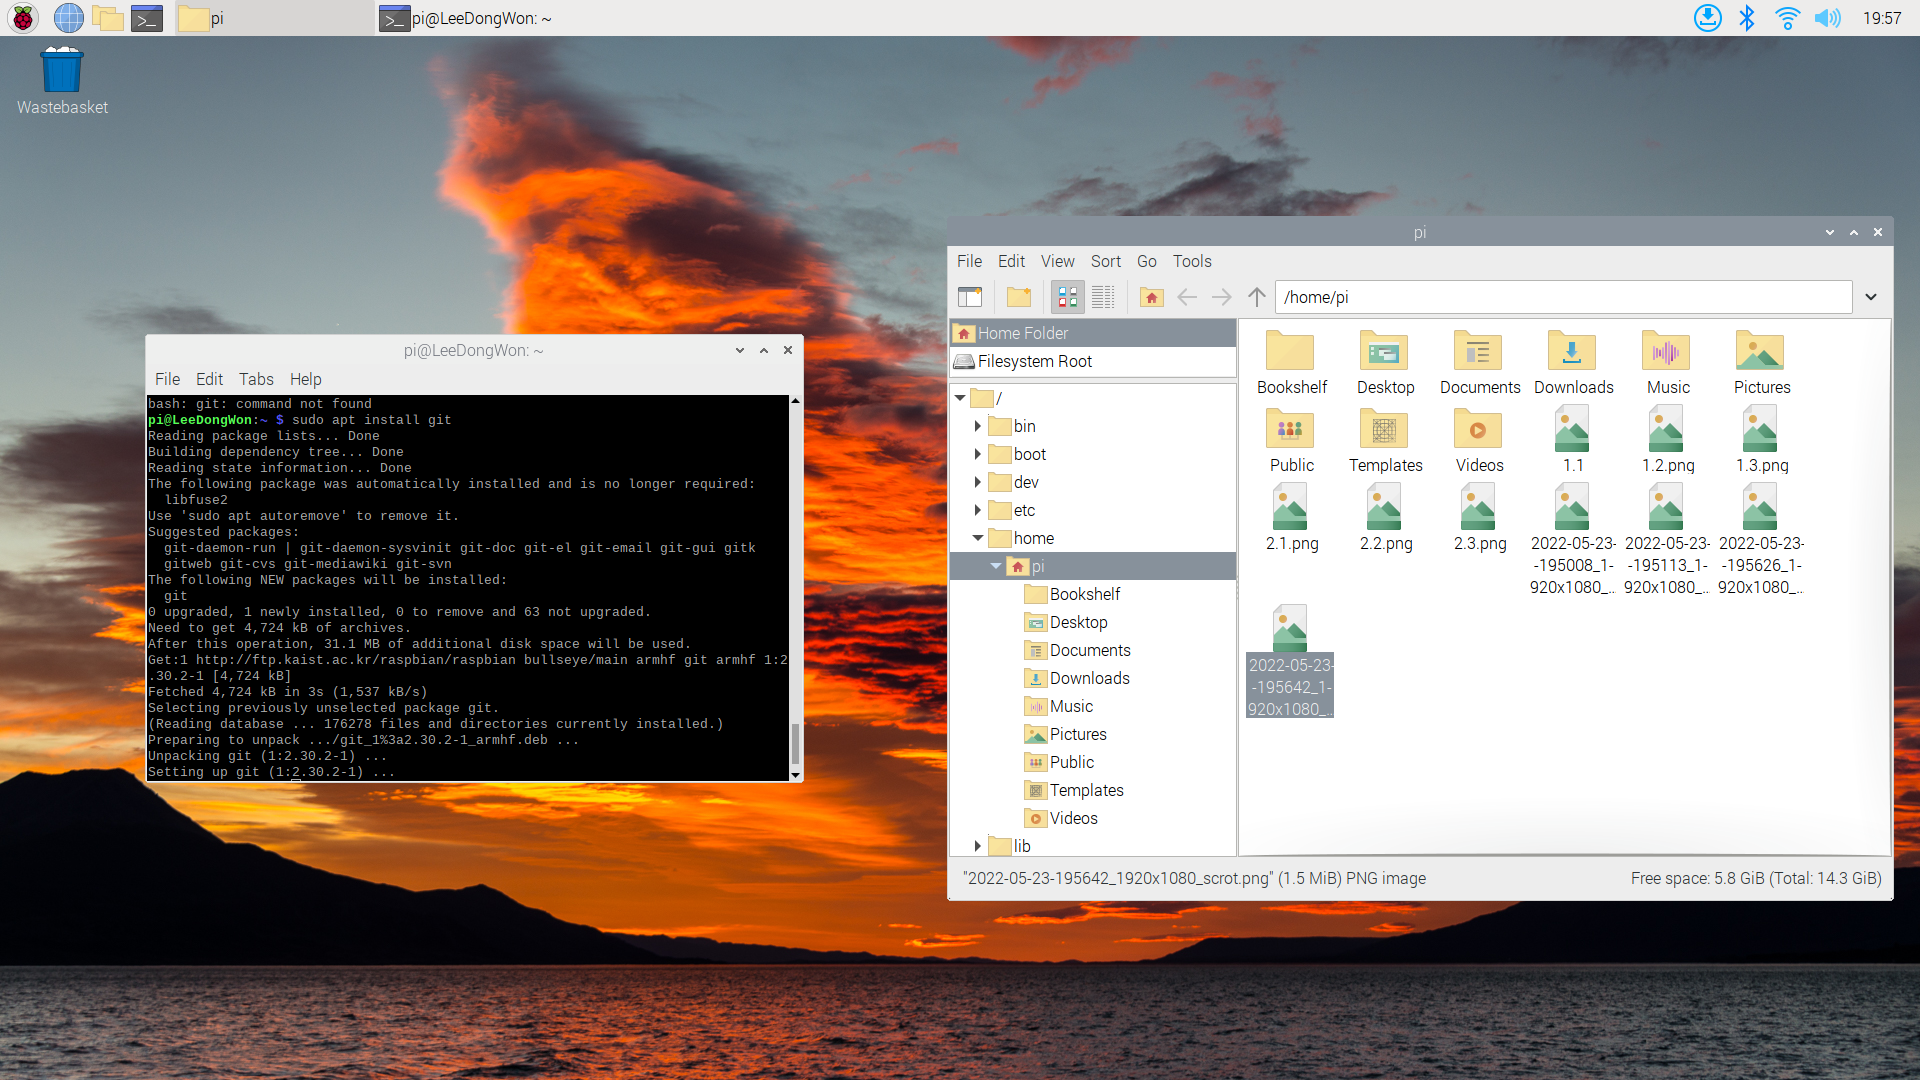 pi
pi@LeeDongWon: ~
19:57
Wastebasket
pi@LeeDongWon: ~
File Edit Tabs Help
bash: git: command not found
pi@LeeDongWon:~ $ sudo apt install git
Reading package lists... Done
Building dependency tree... Done
Reading state information... Done
The following package was automatically installed and is no longer required:
libfuse2
Use 'sudo apt autoremove' to remove it.
Suggested packages:
git-daemon-run | git-daemon-sysvinit git-doc git-el git-email git-gui gitk
gitweb git-cvs git-mediawiki git-svn
The following NEW packages will be installed:
git
0 upgraded, 1 newly installed, 0 to remove and 63 not upgraded.
Need to get 4,724 kB of archives.
After this operation, 31.1 MB of additional disk space will be used.
Get:1 http://ftp.kaist.ac.kr/raspbian/raspbian bullseye/main armhf git armhf 1:2
.30.2-1 [4,724 kB]
Fetched 4,724 kB in 3s (1,537 kB/s)
Selecting previously unselected package git.
(Reading database ... 176278 files and directories currently installed.)
Preparing to unpack .../git_1%3a2.30.2-1_armhf.deb ...
Unpacking git (1:2.30.2-1) ...
Setting up git (1:2.30.2-1) ...
pi
File Edit View Sort Go Tools
/home/pi
Home Folder
Filesystem Root
/
bin
boot
dev
etc
home
pi
Bookshelf
Desktop
Documents
Downloads
Music
Pictures
Public
Templates
Videos
lib
Bookshelf Desktop Documents Downloads Music Pictures
Public Templates Videos 1.1 1.2.png 1.3.png
2.1.png 2.2.png 2.3.png 2022-05-23- 2022-05-23- 2022-05-23-
-195008_1- -195113_1- -195626_1-
920x1080_... 920x1080_... 920x1080_...
2022-05-23-
-195642_1-
920x1080_...
"2022-05-23-195642_1920x1080_scrot.png" (1.5 MiB) PNG image
Free space: 5.8 GiB (Total: 14.3 GiB)